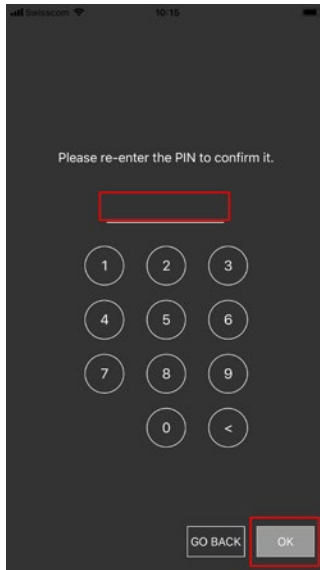 Swisscom 10:15
Please re-enter the PIN to confirm it.
1 2 3
4 5 6
7 8 9
0 <
GO BACK OK